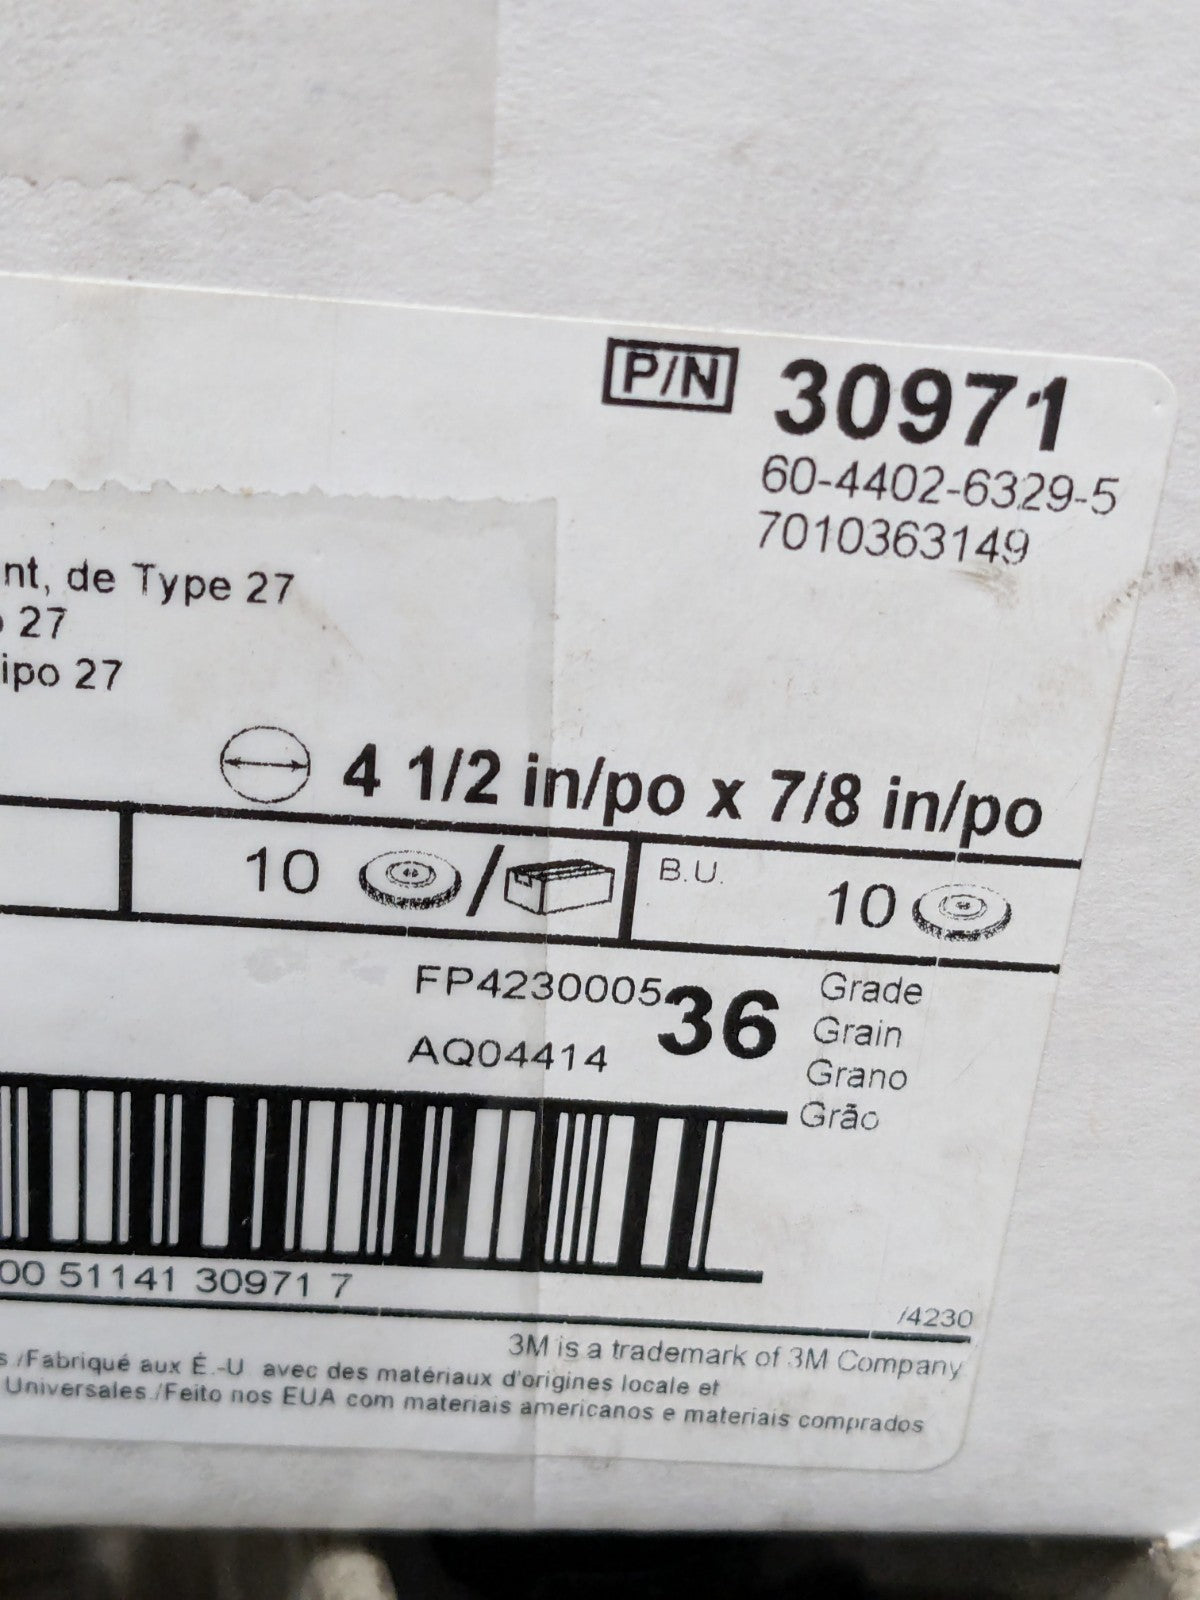 P/N 30971
60-4402-6329-5
7010363149
nt, de Type 27
27
ipo 27
4 1/2 in/po x 7/8 in/po
10 / B.U. 10
FP4230005 36 Grade
Grain
AQ04414
Grano
Grão
00 51141 30971 7
/4230
3M is a trademark of 3M Company
s /Fabriqué aux É.-U avec des matériaux d'origines locale et
Universales./Feito nos EUA com materiais americanos e materiais comprados